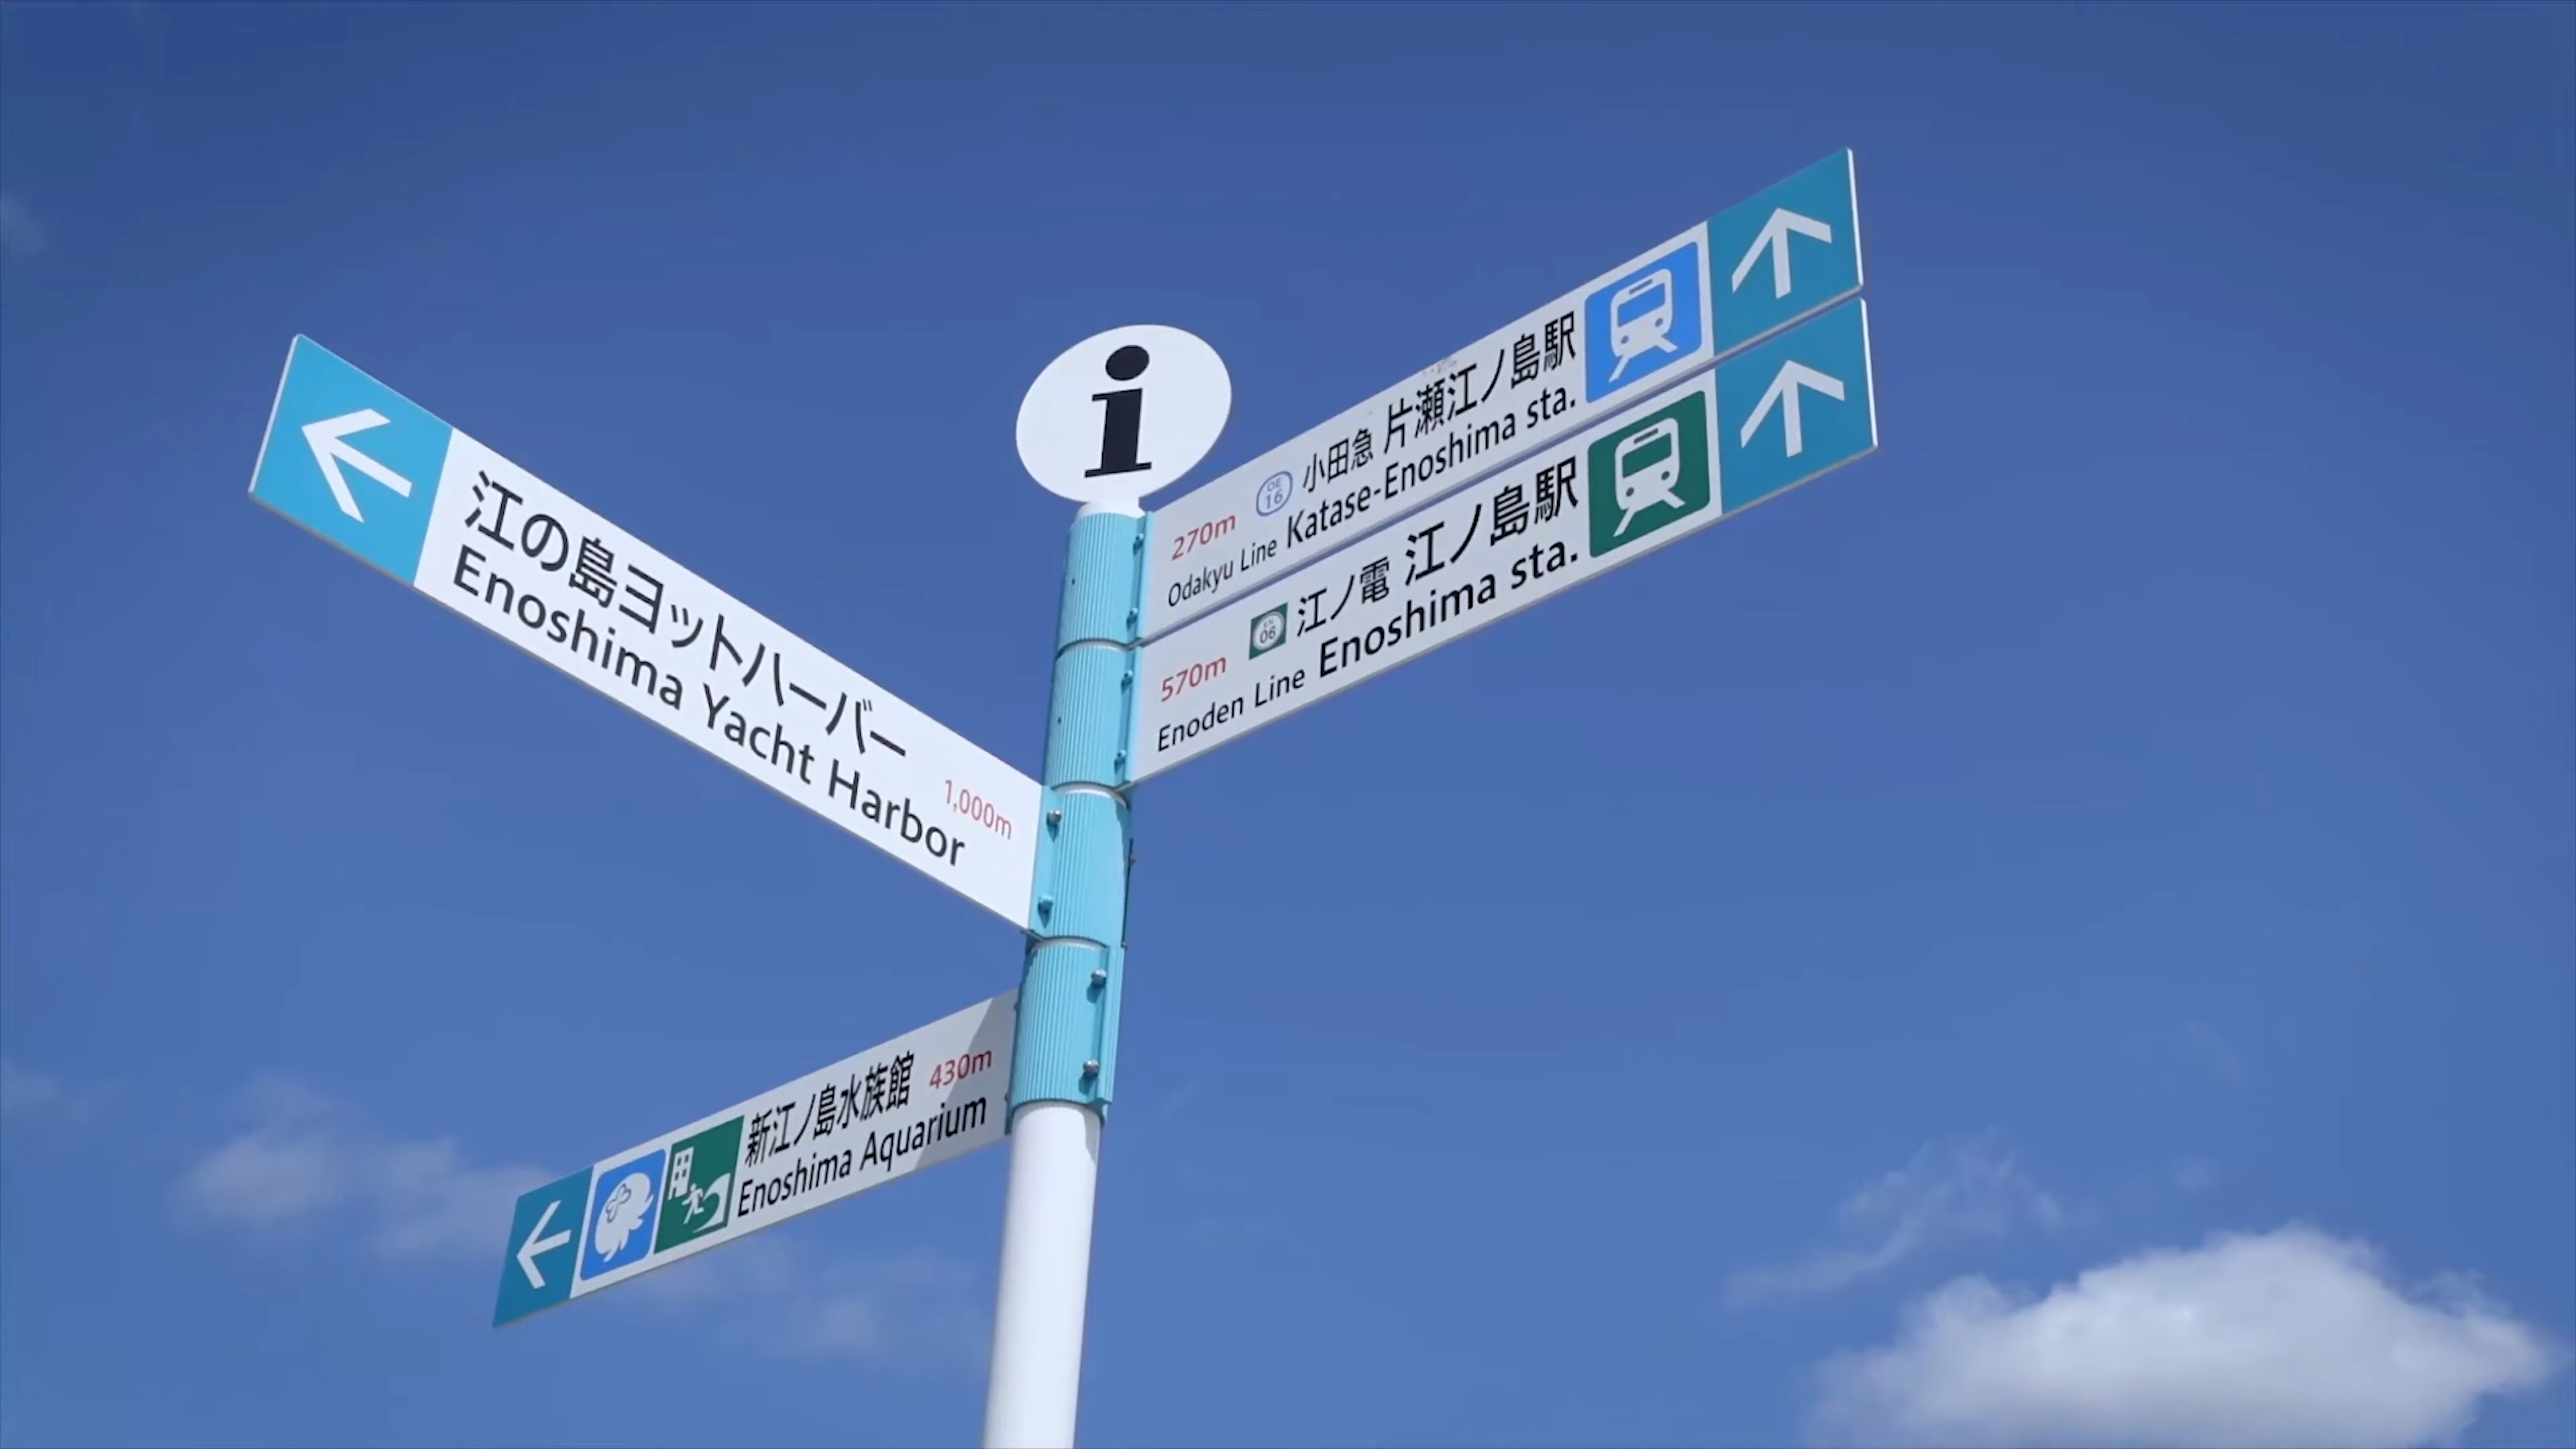 i
270m OE 16 小田急 片瀬江ノ島駅
Odakyu Line Katase-Enoshima sta.
570m EN 06 江ノ電 江ノ島駅
Enoden Line Enoshima sta.
江の島ヨットハーバー
Enoshima Yacht Harbor 1,000m
新江ノ島水族館 430m
Enoshima Aquarium